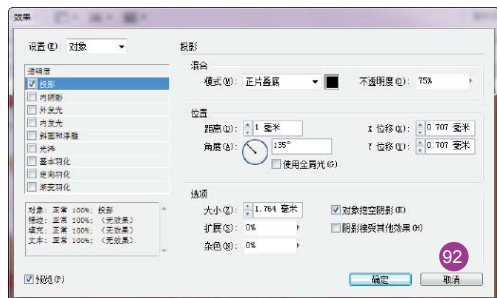 效果
设置(E): 对象
投影
透明度
投影
内阴影
外发光
内发光
斜面和浮雕
光泽
基本羽化
定向羽化
渐变羽化
对象: 正常 100%; 投影
描边: 正常 100%; (无效果)
填充: 正常 100%; (无效果)
文本: 正常 100%; (无效果)
预览(P)
混合
模式(M): 正片叠底
不透明度(O): 75%
位置
距离(D): 1 毫米
X 位移(X): 0.707 毫米
角度(A): 135°
Y 位移(Y): 0.707 毫米
使用全局光(G)
选项
大小(Z): 1.764 毫米
对象挖空阴影(K)
扩展(S): 0%
阴影接受其他效果(H)
杂色(N): 0%
92
确定
取消